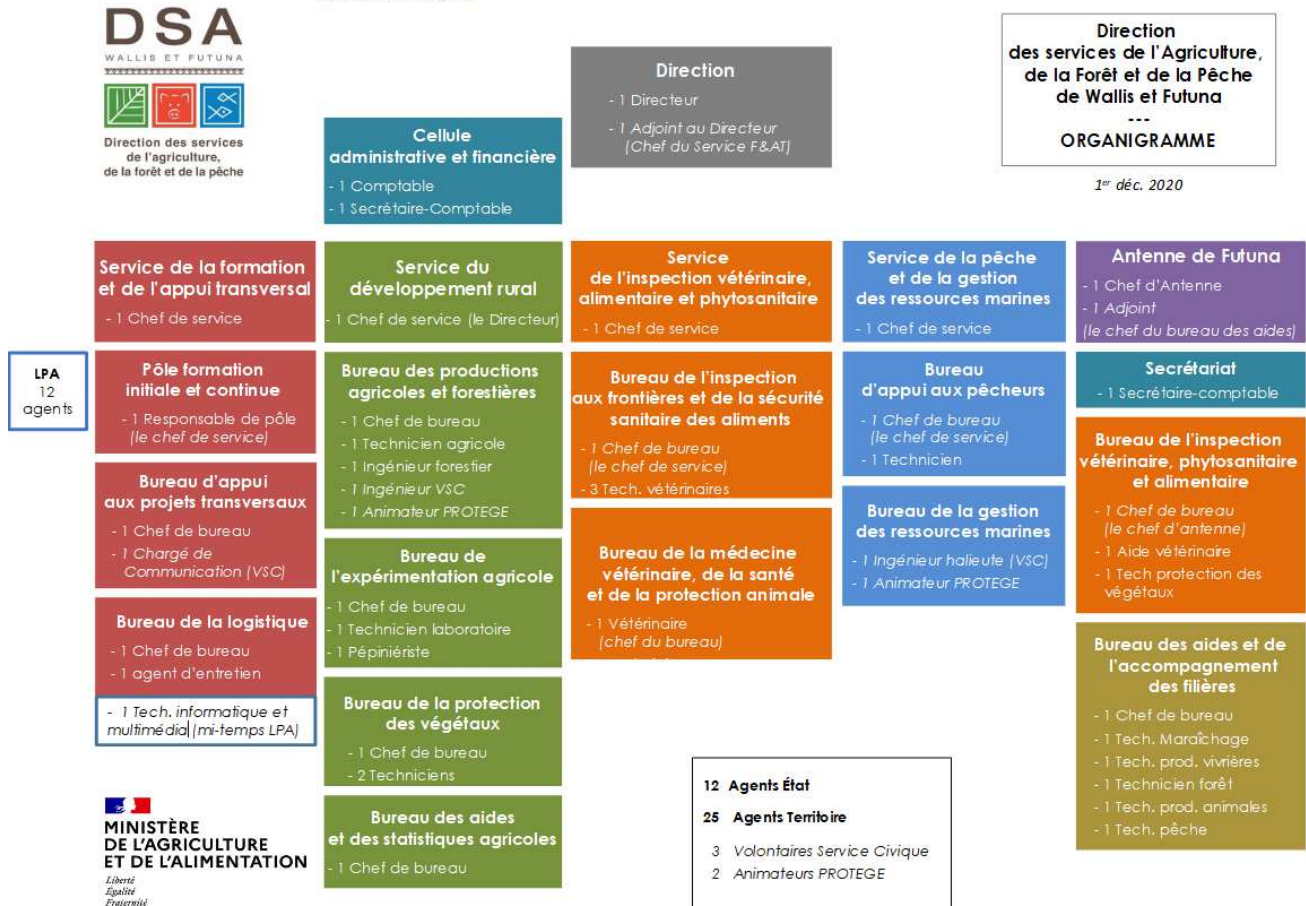 DSA
WALLIS ET FUTUNA
Direction des services
de l'agriculture,
de la forêt et de la pêche
Direction
- 1 Directeur
- 1 Adjoint au Directeur
(Chef du Service F&AT)
Direction
des services de l'Agriculture,
de la Forêt et de la Pêche
de Wallis et Futuna
---
ORGANIGRAMME
1er déc. 2020
Cellule
administrative et financière
- 1 Comptable
- 1 Secrétaire-Comptable
Service de la formation
et de l'appui transversal
- 1 Chef de service
LPA
12
agents
Pôle formation
initiale et continue
- 1 Responsable de pôle
(le chef de service)
Bureau d'appui
aux projets transversaux
- 1 Chef de bureau
- 1 Chargé de
Communication (VSC)
Bureau de la logistique
- 1 Chef de bureau
- 1 agent d'entretien
- 1 Tech. informatique et
multimédia (mi-temps LPA)
Service du
développement rural
- 1 Chef de service (le Directeur)
Bureau des productions
agricoles et forestières
- 1 Chef de bureau
- 1 Technicien agricole
- 1 Ingénieur forestier
- 1 Ingénieur VSC
- 1 Animateur PROTEGE
Bureau de
l'expérimentation agricole
- 1 Chef de bureau
- 1 Technicien laboratoire
- 1 Pépiniériste
Bureau de la protection
des végétaux
- 1 Chef de bureau
- 2 Techniciens
Bureau des aides
et des statistiques agricoles
- 1 Chef de bureau
Service
de l'inspection vétérinaire,
alimentaire et phytosanitaire
- 1 Chef de service
Bureau de l'inspection
aux frontières et de la sécurité
sanitaire des aliments
- 1 Chef de bureau
(le chef de service)
- 3 Tech. vétérinaires
Bureau de la médecine
vétérinaire, de la santé
et de la protection animale
- 1 Vétérinaire
(chef du bureau)
Service de la pêche
et de la gestion
des ressources marines
- 1 Chef de service
Bureau
d'appui aux pêcheurs
- 1 Chef de bureau
(le chef de service)
- 1 Technicien
Bureau de la gestion
des ressources marines
- 1 Ingénieur halieute (VSC)
- 1 Animateur PROTEGE
Antenne de Futuna
- 1 Chef d'Antenne
- 1 Adjoint
(le chef du bureau des aides)
Secrétariat
- 1 Secrétaire-comptable
Bureau de l'inspection
vétérinaire, phytosanitaire
et alimentaire
- 1 Chef de bureau
(le chef d'antenne)
- 1 Aide vétérinaire
- 1 Tech protection des
végétaux
Bureau des aides et de
l'accompagnement
des filières
- 1 Chef de bureau
- 1 Tech. Maraîchage
- 1 Tech. prod. vivrières
- 1 Technicien forêt
- 1 Tech. prod. animales
- 1 Tech. pêche
MINISTÈRE
DE L'AGRICULTURE
ET DE L'ALIMENTATION
Liberté
Égalité
Fraternité
12 Agents État
25 Agents Territoire
3 Volontaires Service Civique
2 Animateurs PROTEGE